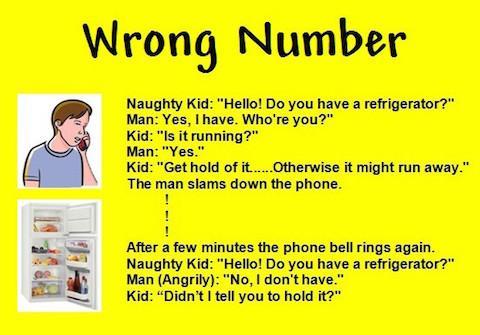 Wrong Number
Naughty Kid: "Hello! Do you have a refrigerator?"
Man: Yes, I have. Who're you?"
Kid: "Is it running?"
Man: "Yes."
Kid: "Get hold of it......Otherwise it might run away."
The man slams down the phone.
!
!
!
After a few minutes the phone bell rings again.
Naughty Kid: "Hello! Do you have a refrigerator?"
Man (Angrily): "No, I don't have."
Kid: “Didn't I tell you to hold it?"